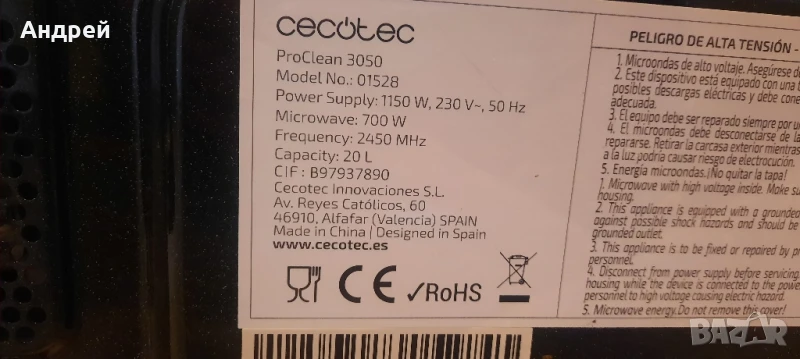 Андрей
cecotec
ProClean 3050
Model No.: 01528
Power Supply: 1150 W, 230 V~, 50 Hz
Microwave: 700 W
Frequency: 2450 MHz
Capacity: 20 L
CIF : B97937890
Cecotec Innovaciones S.L.
Av. Reyes Católicos, 60
46910, Alfafar (Valencia) SPAIN
Made in China | Designed in Spain
www.cecotec.es
CE ✓RoHS
PELIGRO DE ALTA TENSIÓN -
1. Microondas de alto voltaje. Asegúrese de
2. Este dispositivo está equipado con una
posibles descargas eléctricas y debe
adecuada.
3. El equipo debe ser reparado siempre por
4. El microondas debe desconectarse de la
repararse. Retirar la carcasa exterior mientras
a la luz podría causar riesgo de electrocución.
5. Energía microondas. ¡No quitar la tapa!
1. Microwave with high voltage inside. Make
housing.
2. This appliance is equipped with a grounded
against possible shock hazards and should be
grounded outlet.
3. This appliance is to be fixed or repaired by
personnel.
4. Disconnect from power supply before servicing.
housing while the device is connected to the
personnel to high voltage causing electric hazard.
5. Microwave energy. Do not remove this cover!
BAZAR